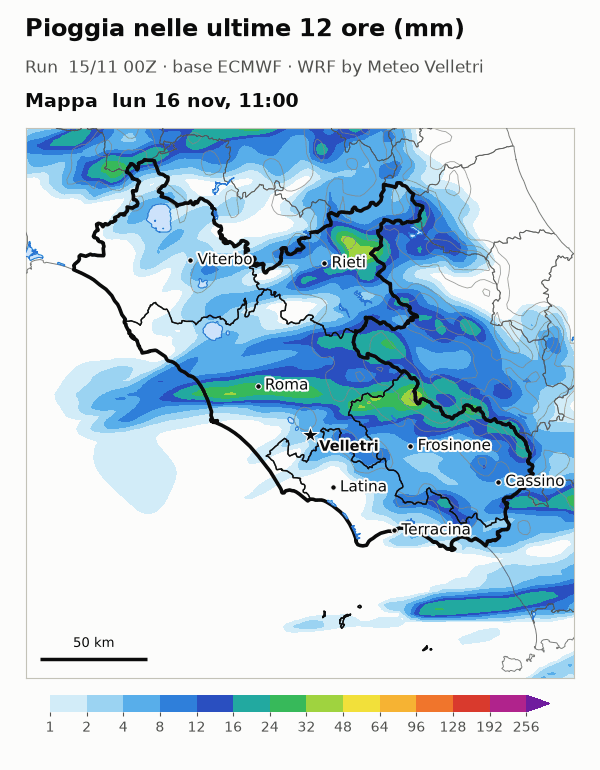 Pioggia nelle ultime 12 ore (mm)
Run  15/11 00Z · base ECMWF · WRF by Meteo Velletri
Mappa  lun 16 nov, 11:00
Viterbo
Rieti
Roma
Velletri
Frosinone
Cassino
Latina
Terracina
50 km
1 2 4 8 12 16 24 32 48 64 96 128 192 256